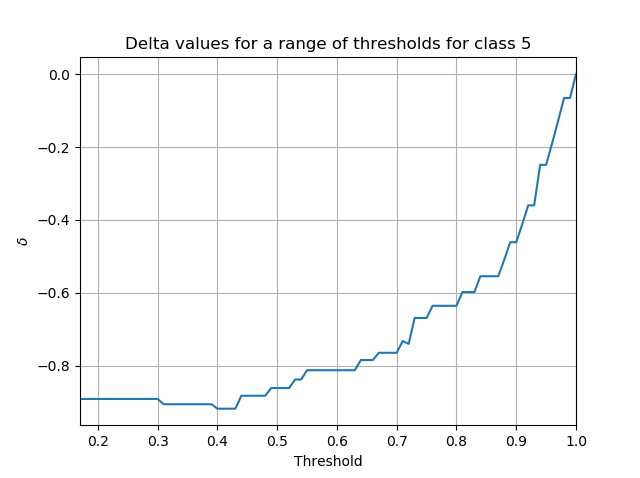 Delta values for a range of thresholds for class 5
0.0
−0.2
−0.4
−0.6
−0.8
δ
0.2 0.3 0.4 0.5 0.6 0.7 0.8 0.9 1.0
Threshold